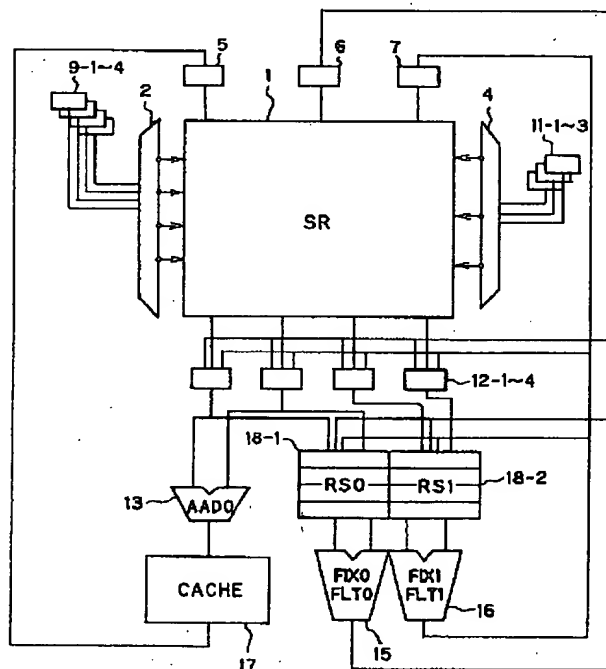 5
6
7
9-1~4
2
1
4
11-1~3
SR
12-1~4
18-1
RS0
RS1
18-2
13
AAD0
FIX0
FLT0
FIX1
FLT1
16
CACHE
15
17